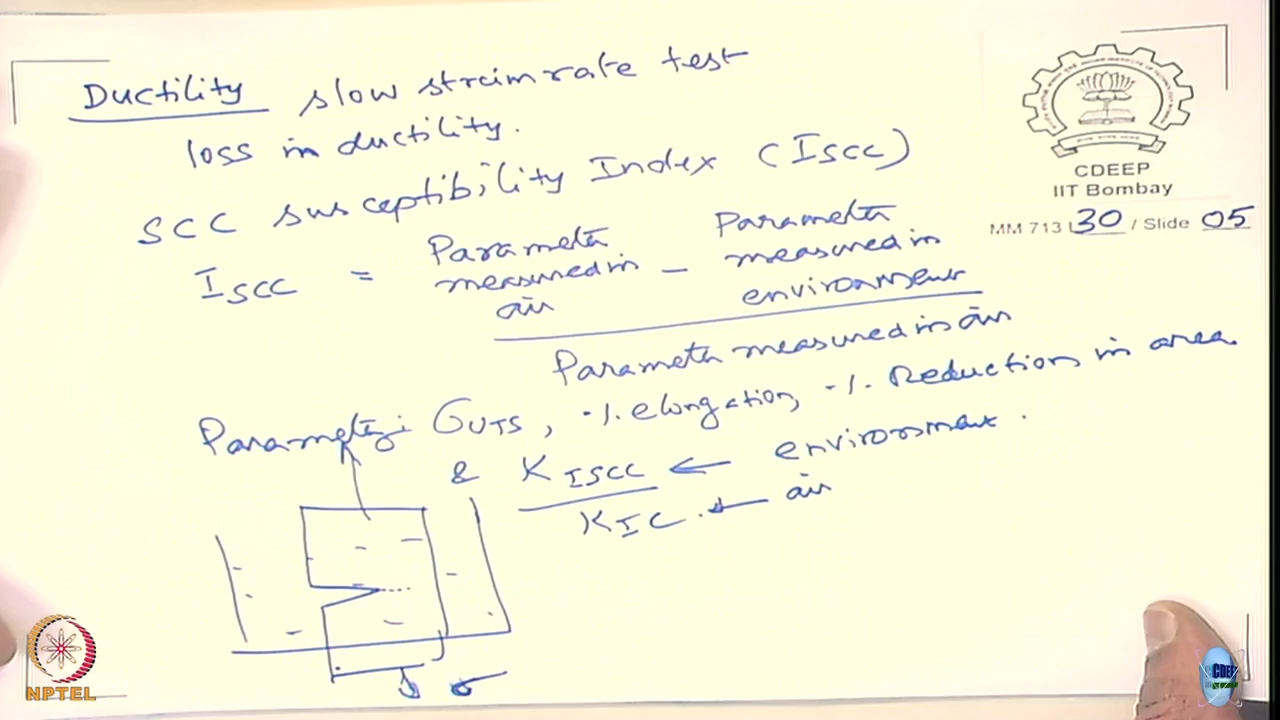 Ductility slow strain rate test
loss in ductility.
SCC susceptibility Index (ISCC)
ISCC = Parameter measured in air − Parameter measured in environment
Parameter measured in air
Parameter: σUTS, % elongation, % Reduction in area
& KISCC ← environment.
KIC ← air
σ
CDEEP
IIT Bombay
MM 713 L 30 / Slide 05
NPTEL
CDEEP